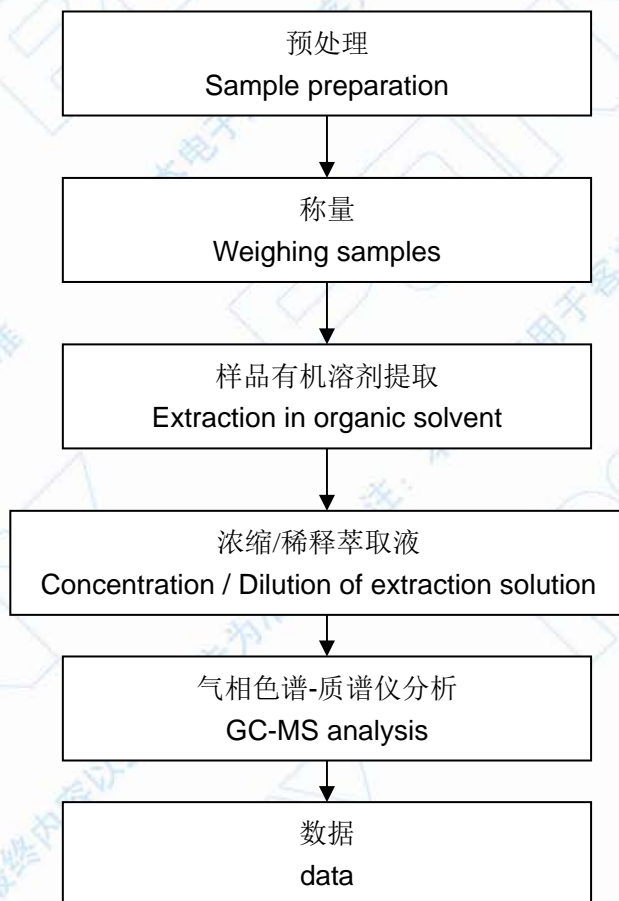 预处理
Sample preparation
称量
Weighing samples
样品有机溶剂提取
Extraction in organic solvent
浓缩/稀释萃取液
Concentration / Dilution of extraction solution
气相色谱-质谱仪分析
GC-MS analysis
数据
data